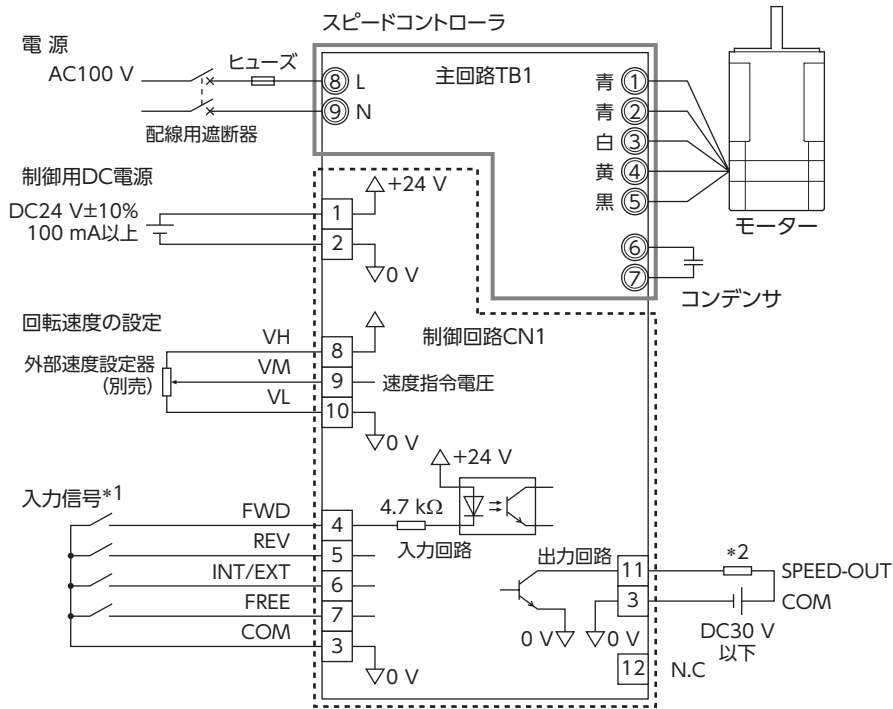 スピードコントローラ
電 源
AC100 V
ヒューズ
配線用遮断器
⑧ L
⑨ N
主回路TB1
青 ①
青 ②
白 ③
黄 ④
黒 ⑤
⑥
⑦
モーター
コンデンサ
制御用DC電源
DC24 V±10%
100 mA以上
1
2
+24 V
0 V
制御回路CN1
回転速度の設定
外部速度設定器
(別売)
VH
VM
VL
8
9
10
速度指令電圧
0 V
入力信号*1
FWD
REV
INT/EXT
FREE
COM
4
5
6
7
3
+24 V
4.7 kΩ
入力回路
0 V
出力回路
0 V
0 V
11
3
12
*2
SPEED-OUT
COM
DC30 V
以下
N.C